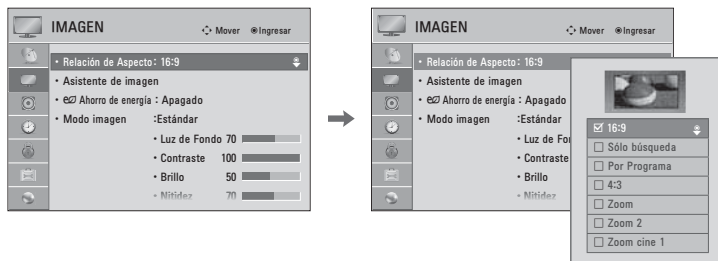 IMAGEN Mover Ingresar
• Relación de Aspecto : 16:9
• Asistente de imagen
• Ahorro de energía : Apagado
• Modo imagen :Estándar
• Luz de Fondo 70
• Contraste 100
• Brillo 50
• Nitidez 70
IMAGEN Mover Ingresar
• Relación de Aspecto : 16:9
• Asistente de imagen
• Ahorro de energía : Apagado
• Modo imagen :Estándar
• Luz de Fon
• Contraste
• Brillo
• Nitidez
16:9
Sólo búsqueda
Por Programa
4:3
Zoom
Zoom 2
Zoom cine 1